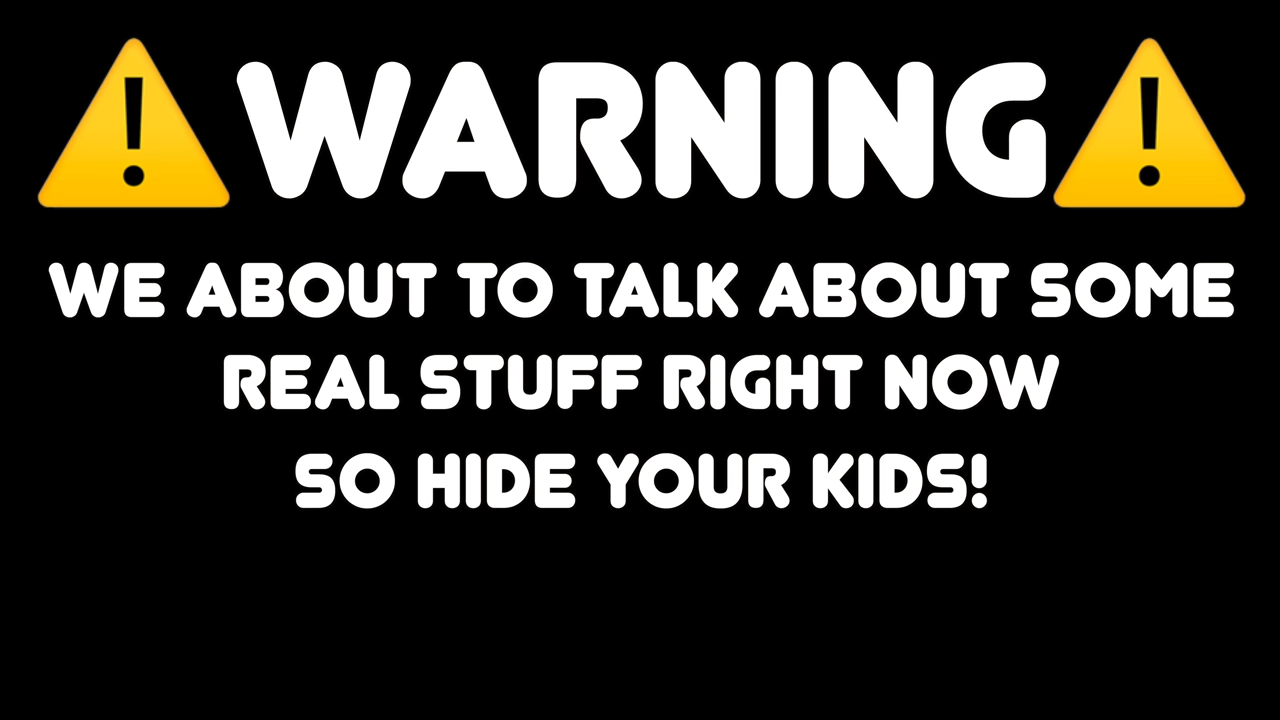 ⚠️WARNING⚠️
WE ABOUT TO TALK ABOUT SOME
REAL STUFF RIGHT NOW
SO HIDE YOUR KIDS!